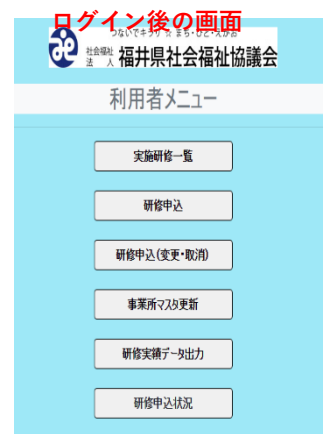 ログイン後の画面
つないでキラリ☆まち・ひと・えがお
社会福祉
法人
福井県社会福祉協議会
利用者メニュー
実施研修一覧
研修申込
研修申込(変更・取消)
事業所マスタ更新
研修実績データ出力
研修申込状況